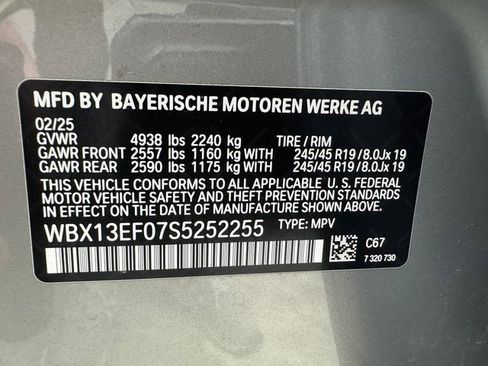 MFD BY BAYERISCHE MOTOREN WERKE AG
02/25
GVWR 4938 lbs 2240 kg TIRE / RIM
GAWR FRONT 2557 lbs 1160 kg WITH 245/45 R19 /8.0Jx 19
GAWR REAR 2590 lbs 1175 kg WITH 245/45 R19 /8.0Jx 19
THIS VEHICLE CONFORMS TO ALL APPLICABLE U. S. FEDERAL
MOTOR VEHICLE SAFETY AND THEFT PREVENTION STANDARDS
IN EFFECT ON THE DATE OF MANUFACTURE SHOWN ABOVE.
WBX13EF07S5252255 TYPE: MPV
C67
7 320 730